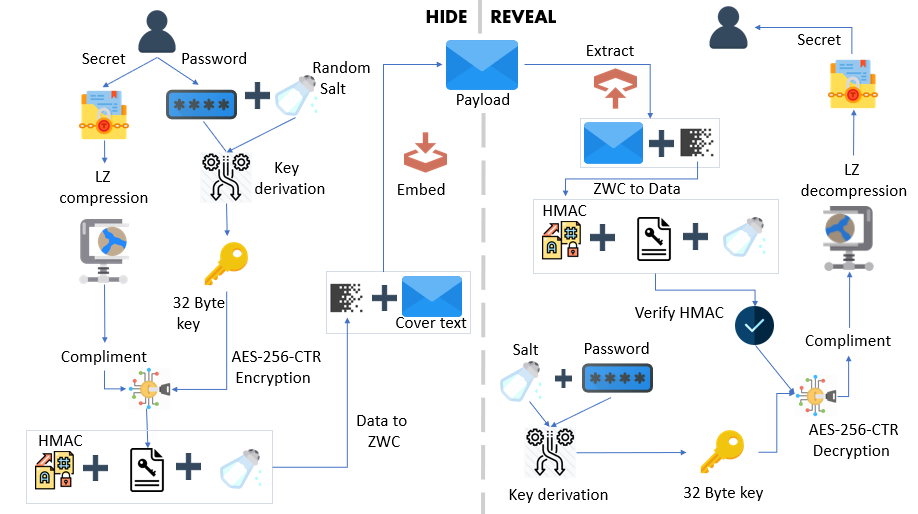 HIDE
REVEAL
Secret
Password
Random
Salt
LZ
compression
Key
derivation
32 Byte
key
Compliment
AES-256-CTR
Encryption
HMAC
Data to
ZWC
Cover text
Embed
Payload
Extract
ZWC to Data
HMAC
Verify HMAC
Salt
Password
Key derivation
32 Byte key
AES-256-CTR
Decryption
Compliment
LZ
decompression
Secret